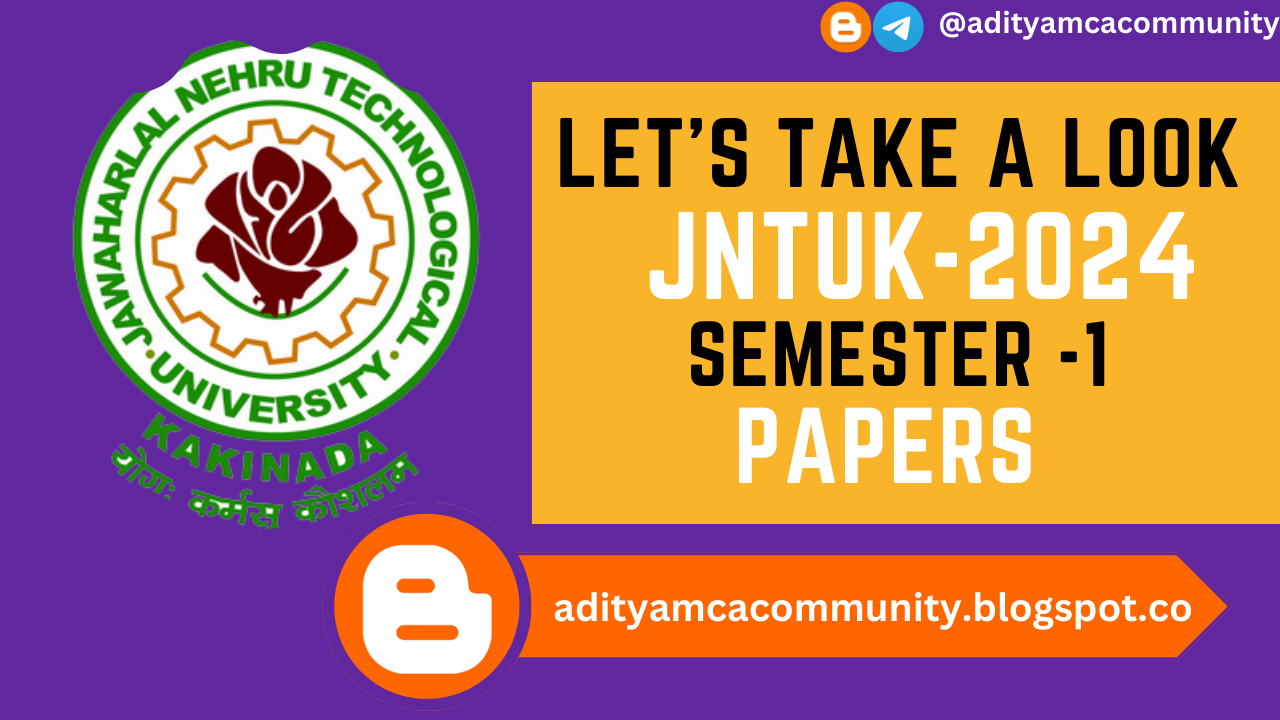 @adityamcacommunity
JAWAHARLAL NEHRU TECHNOLOGICAL
UNIVERSITY
KAKINADA
योगः कर्मसु कौशलम
LET'S TAKE A LOOK
JNTUK-2024
SEMESTER -1
PAPERS
adityamcacommunity.blogspot.co